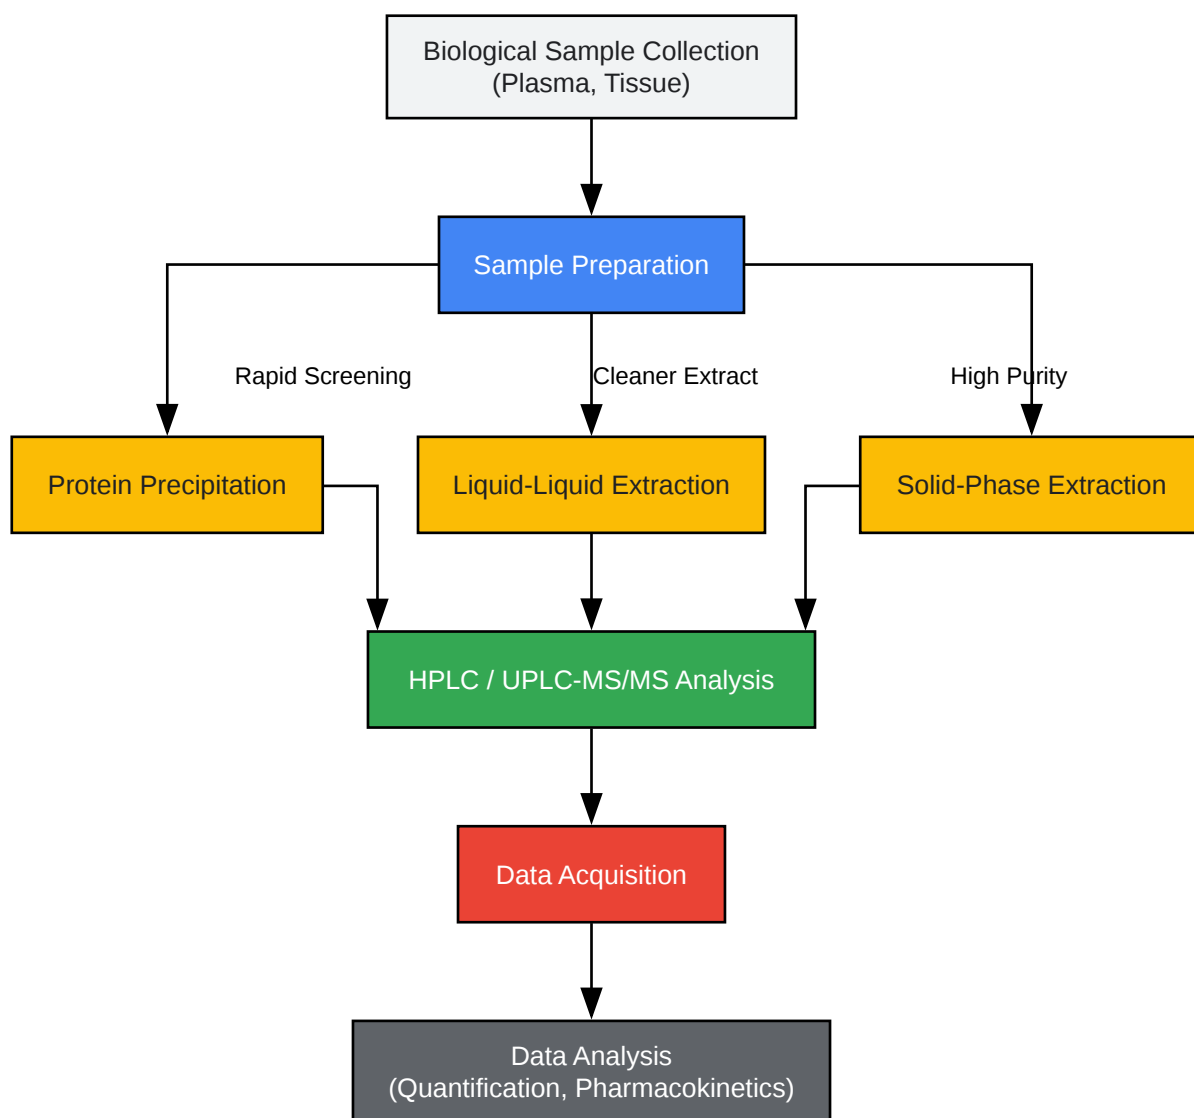 Biological Sample Collection
(Plasma, Tissue)
Sample Preparation
Rapid Screening
Cleaner Extract
High Purity
Protein Precipitation
Liquid-Liquid Extraction
Solid-Phase Extraction
HPLC / UPLC-MS/MS Analysis
Data Acquisition
Data Analysis
(Quantification, Pharmacokinetics)